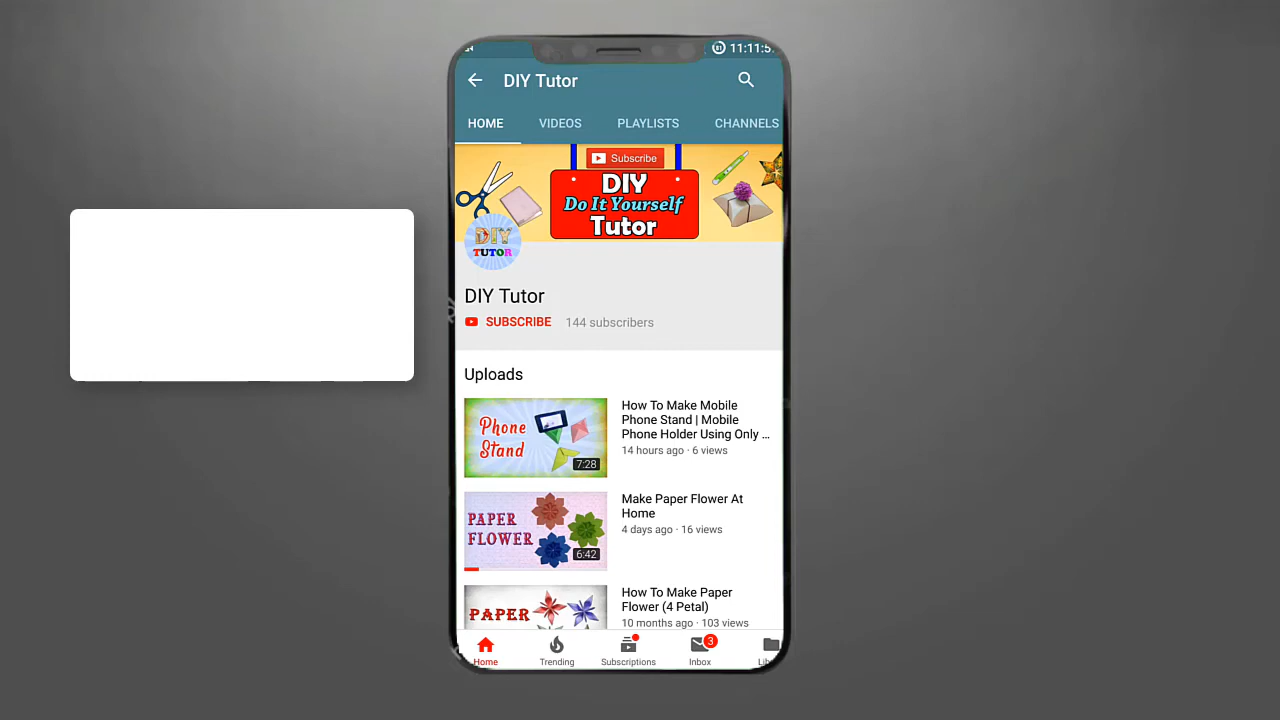 81 11:11:5
DIY Tutor
HOME VIDEOS PLAYLISTS CHANNELS
Subscribe
DIY
Do It Yourself
Tutor
DIY
TUTOR
DIY Tutor
SUBSCRIBE 144 subscribers
Uploads
Phone
Stand
7:28
How To Make Mobile
Phone Stand | Mobile
Phone Holder Using Only ...
14 hours ago · 6 views
PAPER
FLOWER
6:42
Make Paper Flower At
Home
4 days ago · 16 views
PAPER
How To Make Paper
Flower (4 Petal)
10 months ago · 103 views
3
Home Trending Subscriptions Inbox